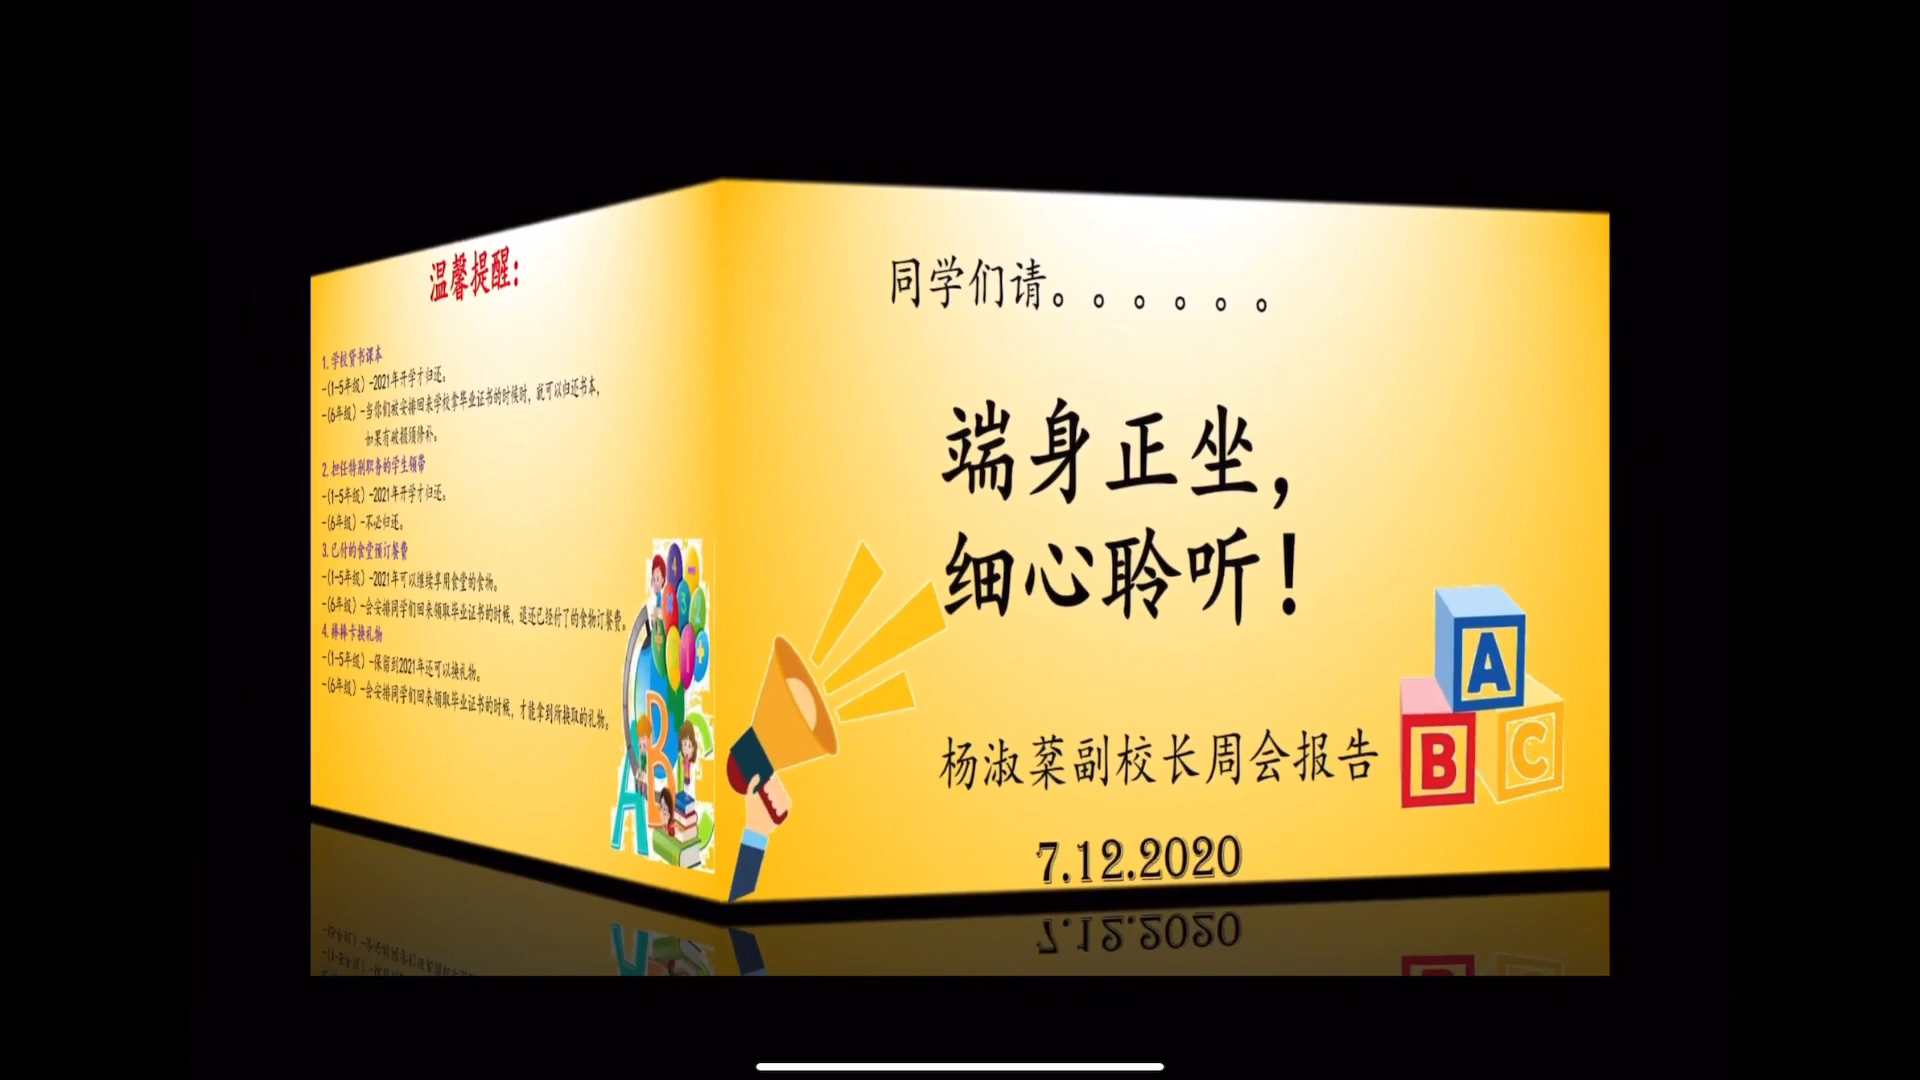 温馨提醒：
1. 学校贷书课本
-(1-5年级) -2021年开学才归还。
-(6年级) -当你们被安排回来学校拿毕业证书的时候时，就可以归还书本，
如果有破损须修补。
2. 担任特别职务的学生领带
-(1-5年级) -2021年开学才归还。
-(6年级) -不必归还。
3. 已付的食堂预订餐费
-(1-5年级) -2021年可以继续享用食堂的食物。
-(6年级) -会安排同学们回来领取毕业证书的时候，退还已经付了的食物订餐费。
4. 棒棒卡换礼物
-(1-5年级) -保留到2021年还可以换礼物。
-(6年级) -会安排同学们回来领取毕业证书的时候，才能拿到所换取的礼物。
同学们请。。。。。。
端身正坐，
细心聆听！
杨淑菜副校长周会报告
7.12.2020
A
B C